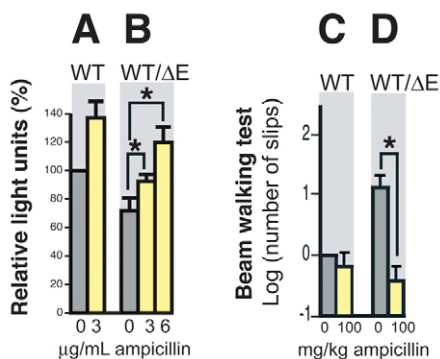 A B C D
WT WT/ΔE WT WT/ΔE
Relative light units (%)
140
120
100
80
60
40
20
0
* *
0 3 0 3 6
µg/mL ampicillin
Beam walking test
Log (number of slips)
2
1
0
-1
*
0 100 0 100
mg/kg ampicillin